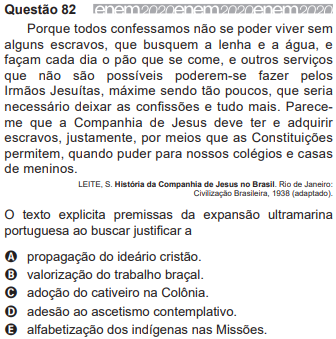 Questão 82 enem2020enem2020enem2020
Porque todos confessamos não se poder viver sem
alguns escravos, que busquem a lenha e a água, e
façam cada dia o pão que se come, e outros serviços
que não são possíveis poderem-se fazer pelos
Irmãos Jesuítas, máxime sendo tão poucos, que seria
necessário deixar as confissões e tudo mais. Parece-
me que a Companhia de Jesus deve ter e adquirir
escravos, justamente, por meios que as Constituições
permitem, quando puder para nossos colégios e casas
de meninos.
LEITE, S. História da Companhia de Jesus no Brasil. Rio de Janeiro:
Civilização Brasileira, 1938 (adaptado).
O texto explicita premissas da expansão ultramarina
portuguesa ao buscar justificar a
A propagação do ideário cristão.
B valorização do trabalho braçal.
C adoção do cativeiro na Colônia.
D adesão ao ascetismo contemplativo.
E alfabetização dos indígenas nas Missões.